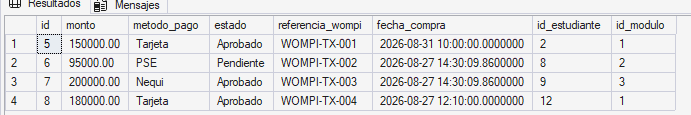 Resultados Mensajes
id monto metodo_pago estado referencia_wompi fecha_compra id_estudiante id_modulo
1 5 150000.00 Tarjeta Aprobado WOMPI-TX-001 2026-08-31 10:00:00.0000000 2 1
2 6 95000.00 PSE Pendiente WOMPI-TX-002 2026-08-27 14:30:09.8600000 8 2
3 7 200000.00 Nequi Aprobado WOMPI-TX-003 2026-08-27 14:30:09.8600000 9 3
4 8 180000.00 Tarjeta Aprobado WOMPI-TX-004 2026-08-27 12:10:00.0000000 12 1